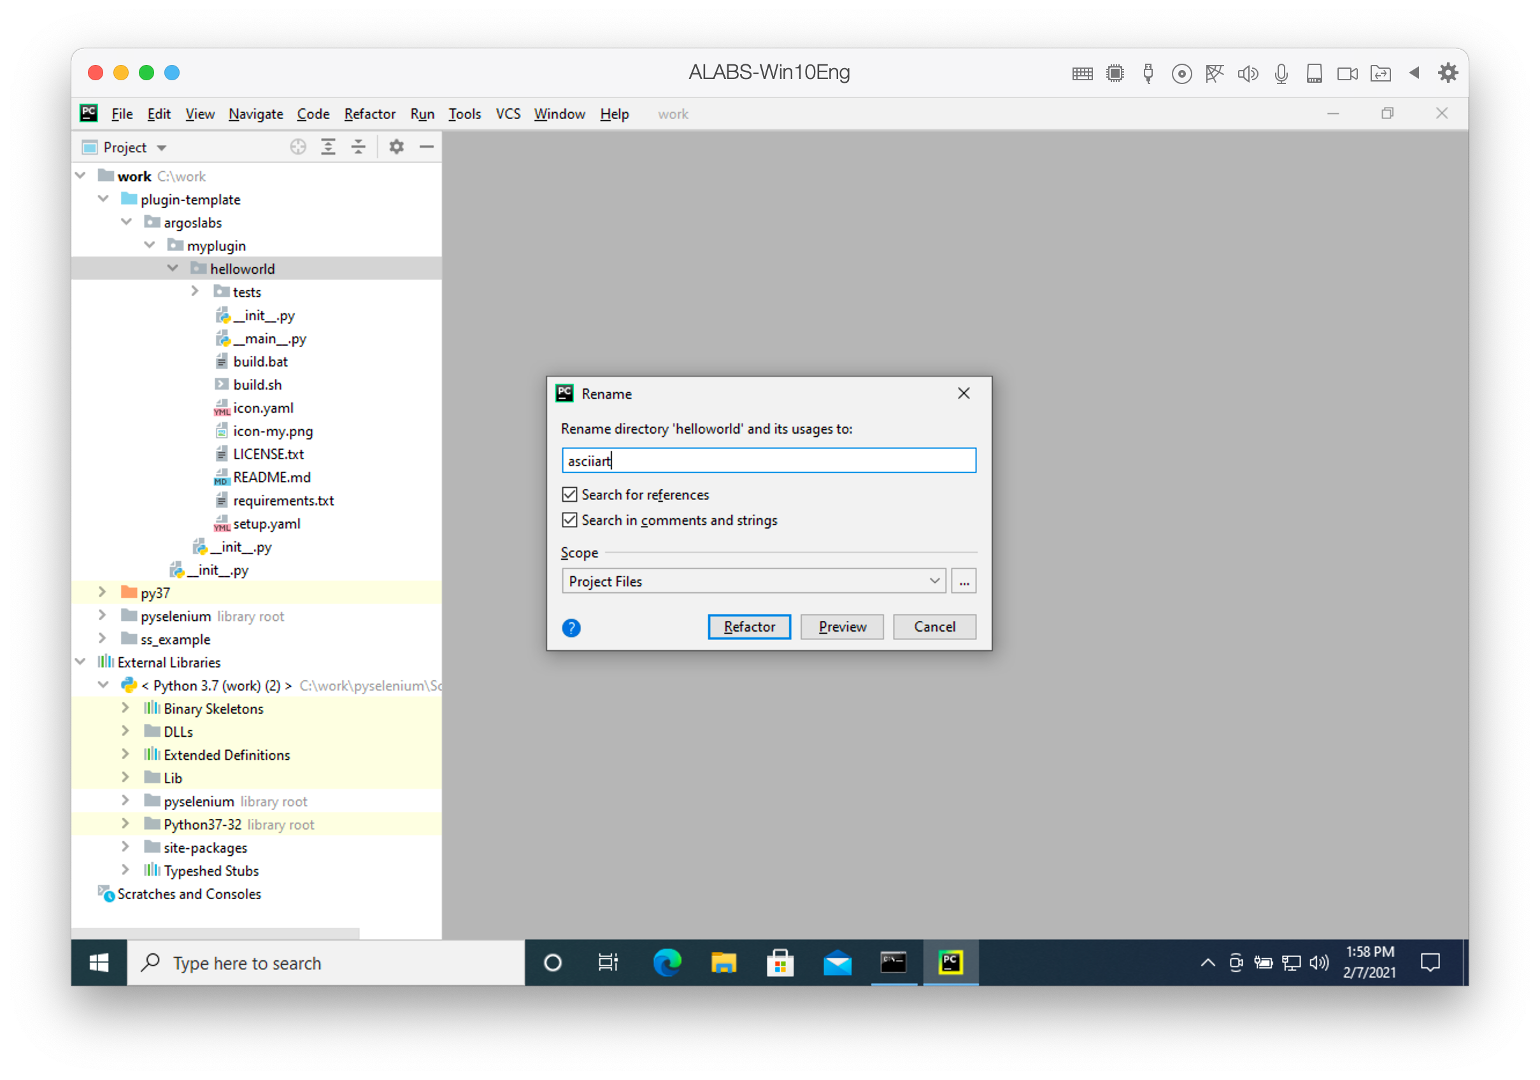 ALABS-Win10Eng
PC File Edit View Navigate Code Refactor Run Tools VCS Window Help work
Project
work C:\work
plugin-template
argoslabs
myplugin
helloworld
tests
__init__.py
__main__.py
build.bat
build.sh
YML icon.yaml
icon-my.png
LICENSE.txt
MD README.md
requirements.txt
YML setup.yaml
__init__.py
__init__.py
py37
pyselenium library root
ss_example
External Libraries
< Python 3.7 (work) (2) > C:\work\pyselenium\Sc
Binary Skeletons
DLLs
Extended Definitions
Lib
pyselenium library root
Python37-32 library root
site-packages
Typeshed Stubs
Scratches and Consoles
PC Rename
Rename directory 'helloworld' and its usages to:
asciiart
Search for references
Search in comments and strings
Scope
Project Files ...
? Refactor Preview Cancel
Type here to search
PC
1:58 PM
2/7/2021